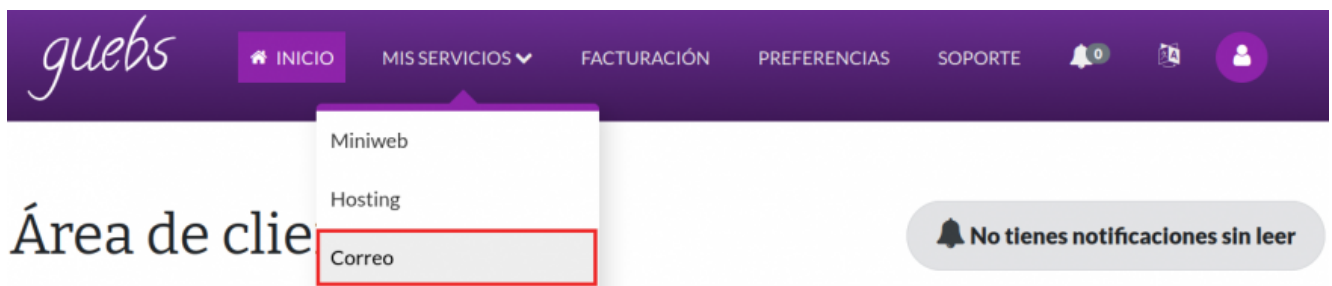 guebs
INICIO
MIS SERVICIOS
FACTURACIÓN
PREFERENCIAS
SOPORTE
0
Miniweb
Hosting
Correo
Área de clie
No tienes notificaciones sin leer